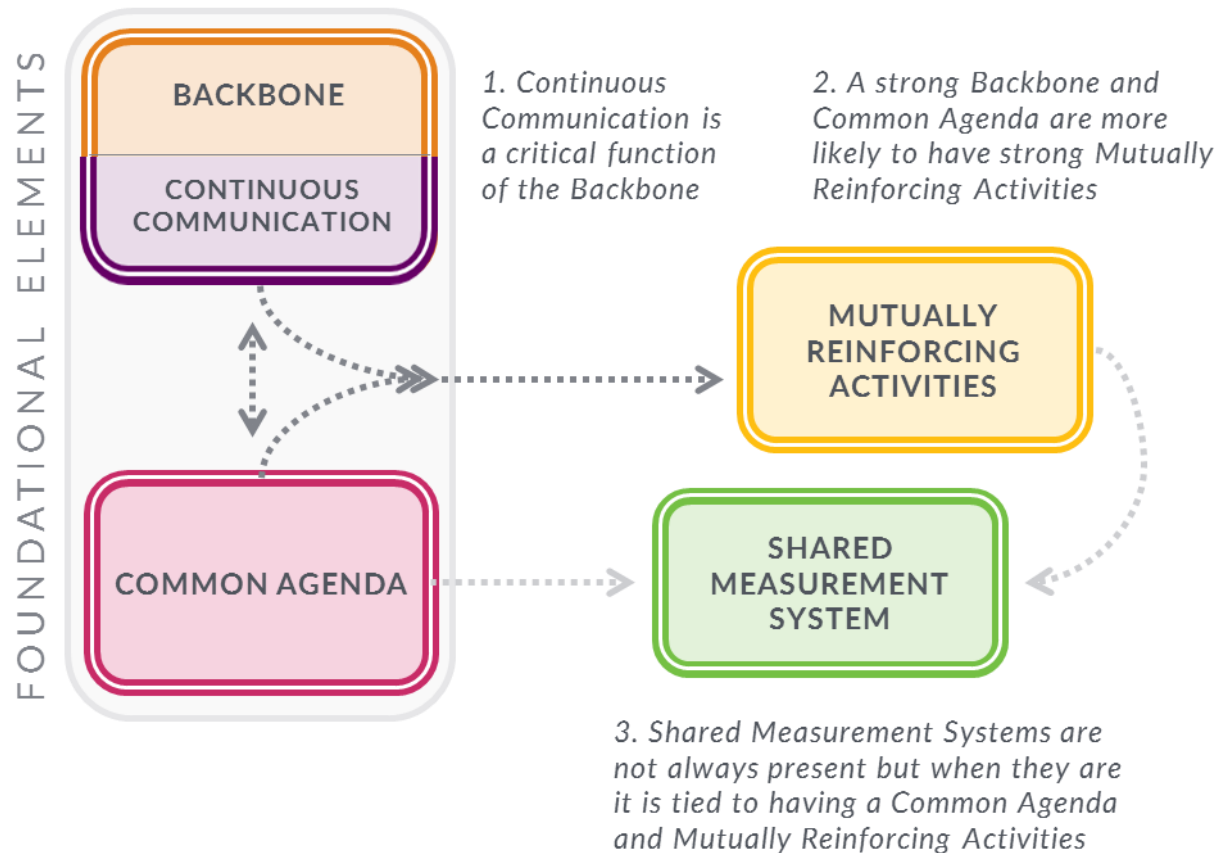 FOUNDATIONAL ELEMENTS
BACKBONE
CONTINUOUS
COMMUNICATION
1. Continuous
Communication is
a critical function
of the Backbone
2. A strong Backbone and
Common Agenda are more
likely to have strong Mutually
Reinforcing Activities
MUTUALLY
REINFORCING
ACTIVITIES
COMMON AGENDA
SHARED
MEASUREMENT
SYSTEM
3. Shared Measurement Systems are
not always present but when they are
it is tied to having a Common Agenda
and Mutually Reinforcing Activities